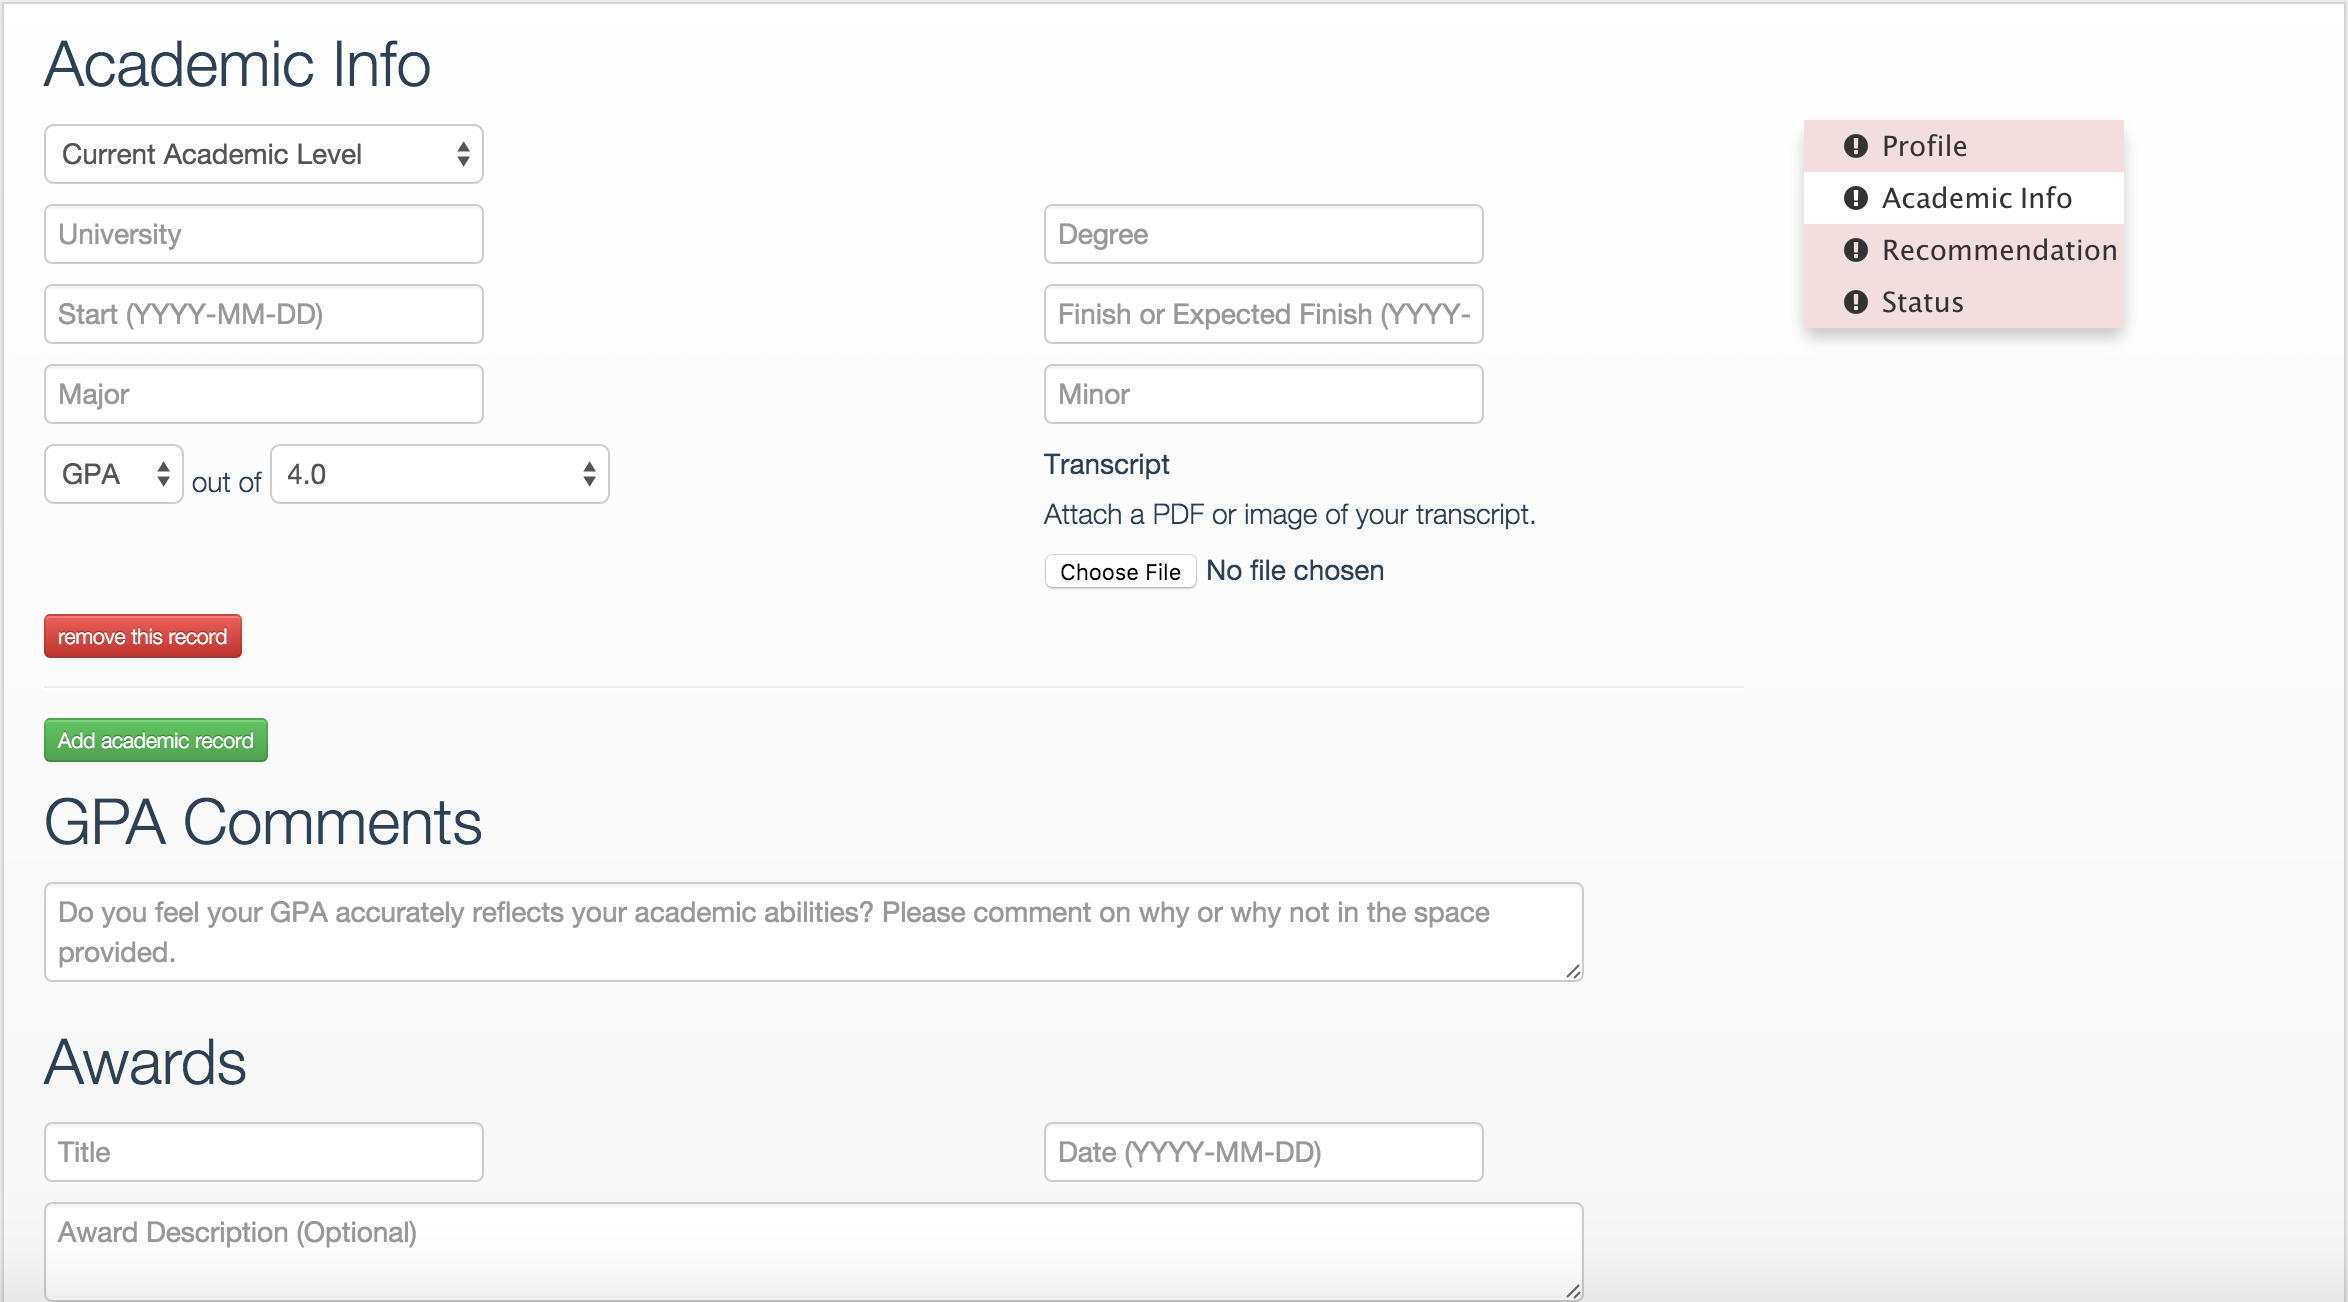 Academic Info
Current Academic Level
University
Degree
Start (YYYY-MM-DD)
Finish or Expected Finish (YYYY-
Major
Minor
GPA out of 4.0
Transcript
Attach a PDF or image of your transcript.
Choose File No file chosen
remove this record
Add academic record
GPA Comments
Do you feel your GPA accurately reflects your academic abilities? Please comment on why or why not in the space
provided.
Awards
Title
Date (YYYY-MM-DD)
Award Description (Optional)
Profile
Academic Info
Recommendation
Status